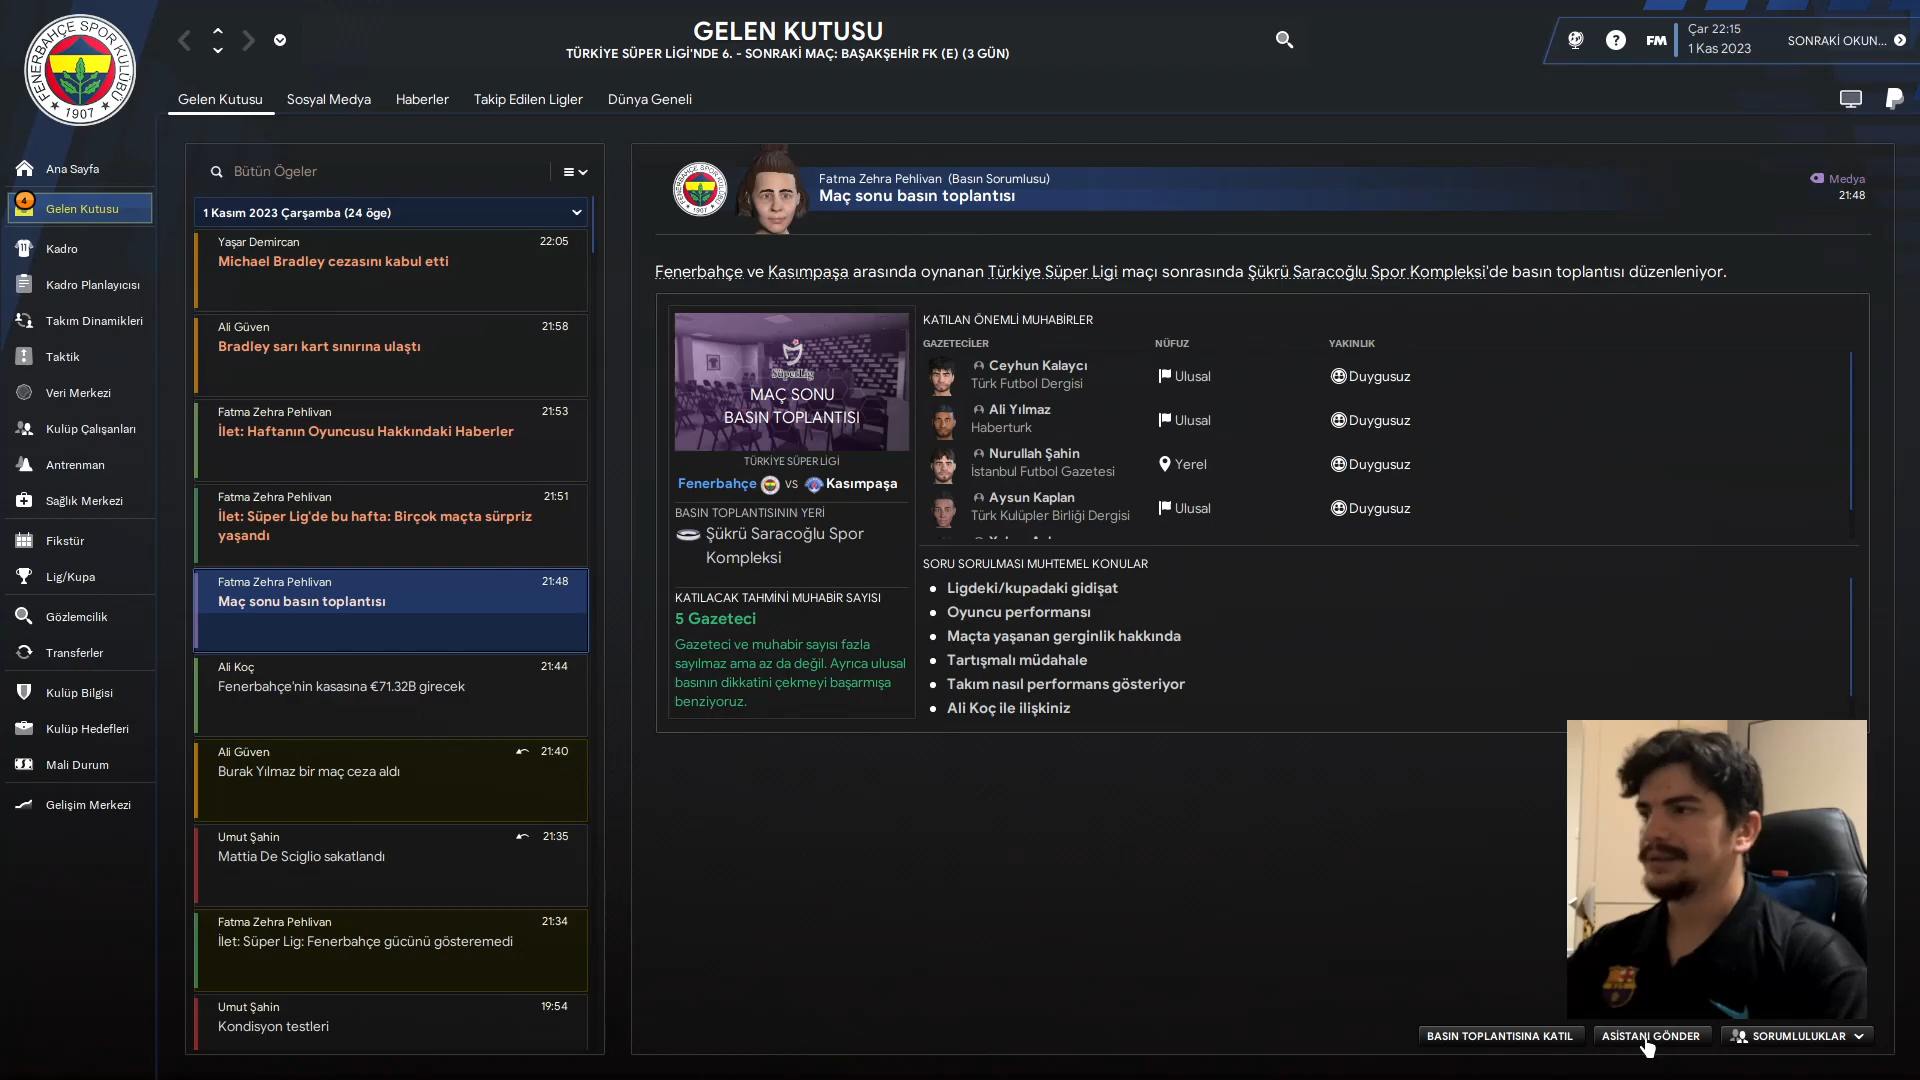 GELEN KUTUSU
TÜRKİYE SÜPER LİGİ'NDE 6. - SONRAKİ MAÇ: BAŞAKŞEHİR FK (E) (3 GÜN)
FM
Çar 22:15
1 Kas 2023
SONRAKİ OKUN...
FENERBAHÇE SPOR KULÜBÜ
1907
Gelen Kutusu
Sosyal Medya
Haberler
Takip Edilen Ligler
Dünya Geneli
Ana Sayfa
4
Gelen Kutusu
Kadro
Kadro Planlayıcısı
Takım Dinamikleri
Taktik
Veri Merkezi
Kulüp Çalışanları
Antrenman
Sağlık Merkezi
Fikstür
Lig/Kupa
Gözlemcilik
Transferler
Kulüp Bilgisi
Kulüp Hedefleri
Mali Durum
Gelişim Merkezi
Bütün Ögeler
1 Kasım 2023 Çarşamba (24 öge)
Yaşar Demircan 22:05
Michael Bradley cezasını kabul etti
Ali Güven 21:58
Bradley sarı kart sınırına ulaştı
Fatma Zehra Pehlivan 21:53
İlet: Haftanın Oyuncusu Hakkındaki Haberler
Fatma Zehra Pehlivan 21:51
İlet: Süper Lig'de bu hafta: Birçok maçta sürpriz
yaşandı
Fatma Zehra Pehlivan 21:48
Maç sonu basın toplantısı
Ali Koç 21:44
Fenerbahçe'nin kasasına €71.32B girecek
Ali Güven 21:40
Burak Yılmaz bir maç ceza aldı
Umut Şahin 21:35
Mattia De Sciglio sakatlandı
Fatma Zehra Pehlivan 21:34
İlet: Süper Lig: Fenerbahçe gücünü gösteremedi
Umut Şahin 19:54
Kondisyon testleri
Fatma Zehra Pehlivan (Basın Sorumlusu)
Maç sonu basın toplantısı
Medya
21:48
Fenerbahçe ve Kasımpaşa arasında oynanan Türkiye Süper Ligi maçı sonrasında Şükrü Saracoğlu Spor Kompleksi'de basın toplantısı düzenleniyor.
SüperLig
MAÇ SONU
BASIN TOPLANTISI
TÜRKİYE SÜPER LİGİ
Fenerbahçe VS Kasımpaşa
BASIN TOPLANTISININ YERİ
Şükrü Saracoğlu Spor
Kompleksi
KATILACAK TAHMİNİ MUHABİR SAYISI
5 Gazeteci
Gazeteci ve muhabir sayısı fazla
sayılmaz ama az da değil. Ayrıca ulusal
basının dikkatini çekmeyi başarmışa
benziyoruz.
KATILAN ÖNEMLİ MUHABİRLER
GAZETECİLER NÜFUZ YAKINLIK
Ceyhun Kalaycı
Türk Futbol Dergisi
Ulusal Duygusuz
Ali Yılmaz
Haberturk
Ulusal Duygusuz
Nurullah Şahin
İstanbul Futbol Gazetesi
Yerel Duygusuz
Aysun Kaplan
Türk Kulüpler Birliği Dergisi
Ulusal Duygusuz
SORU SORULMASI MUHTEMEL KONULAR
Ligdeki/kupadaki gidişat
Oyuncu performansı
Maçta yaşanan gerginlik hakkında
Tartışmalı müdahale
Takım nasıl performans gösteriyor
Ali Koç ile ilişkiniz
BASIN TOPLANTISINA KATIL
ASİSTANI GÖNDER
SORUMLULUKLAR